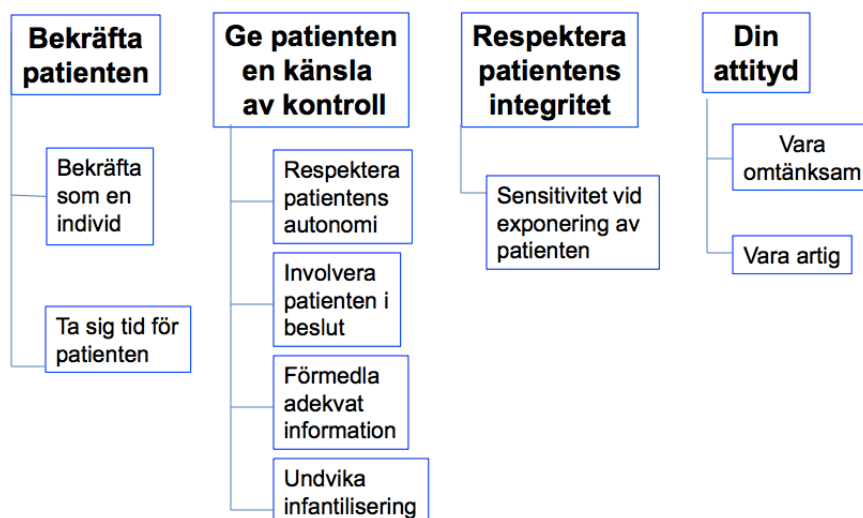 Bekräfta
patienten
Bekräfta
som en
individ
Ta sig tid för
patienten
Ge patienten
en känsla
av kontroll
Respektera
patientens
autonomi
Involvera
patienten i
beslut
Förmedla
adekvat
information
Undvika
infantilisering
Respektera
patientens
integritet
Sensitivitet vid
exponering av
patienten
Din
attityd
Vara
omtänksam
Vara artig